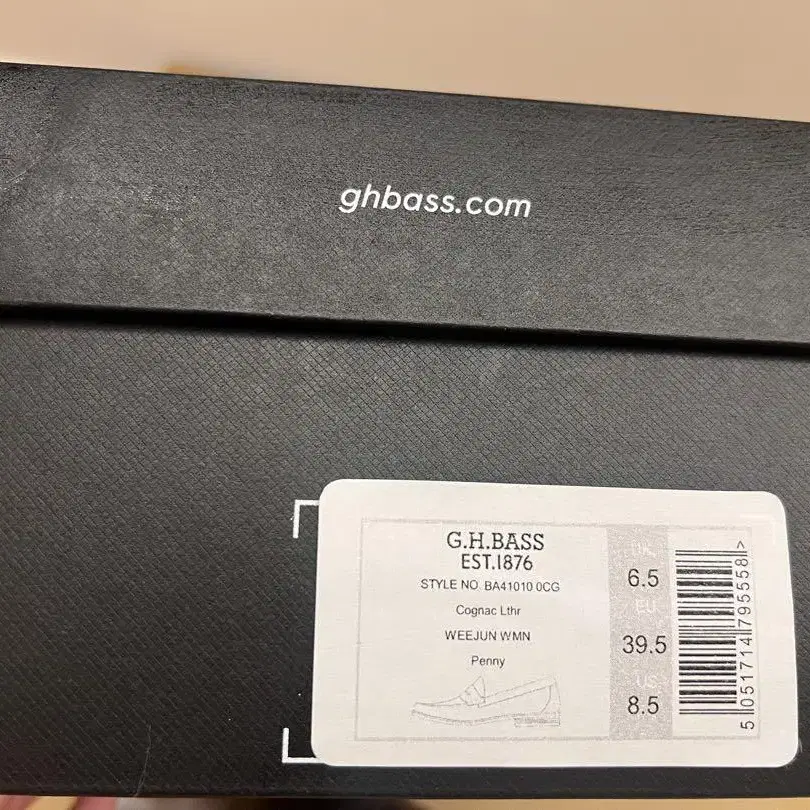 ghbass.com
G.H.BASS
EST.1876
STYLE NO. BA41010 0CG
Cognac Lthr
WEEJUN WMN
Penny
UK
6.5
EU
39.5
US
8.5
5 051714 795558 >